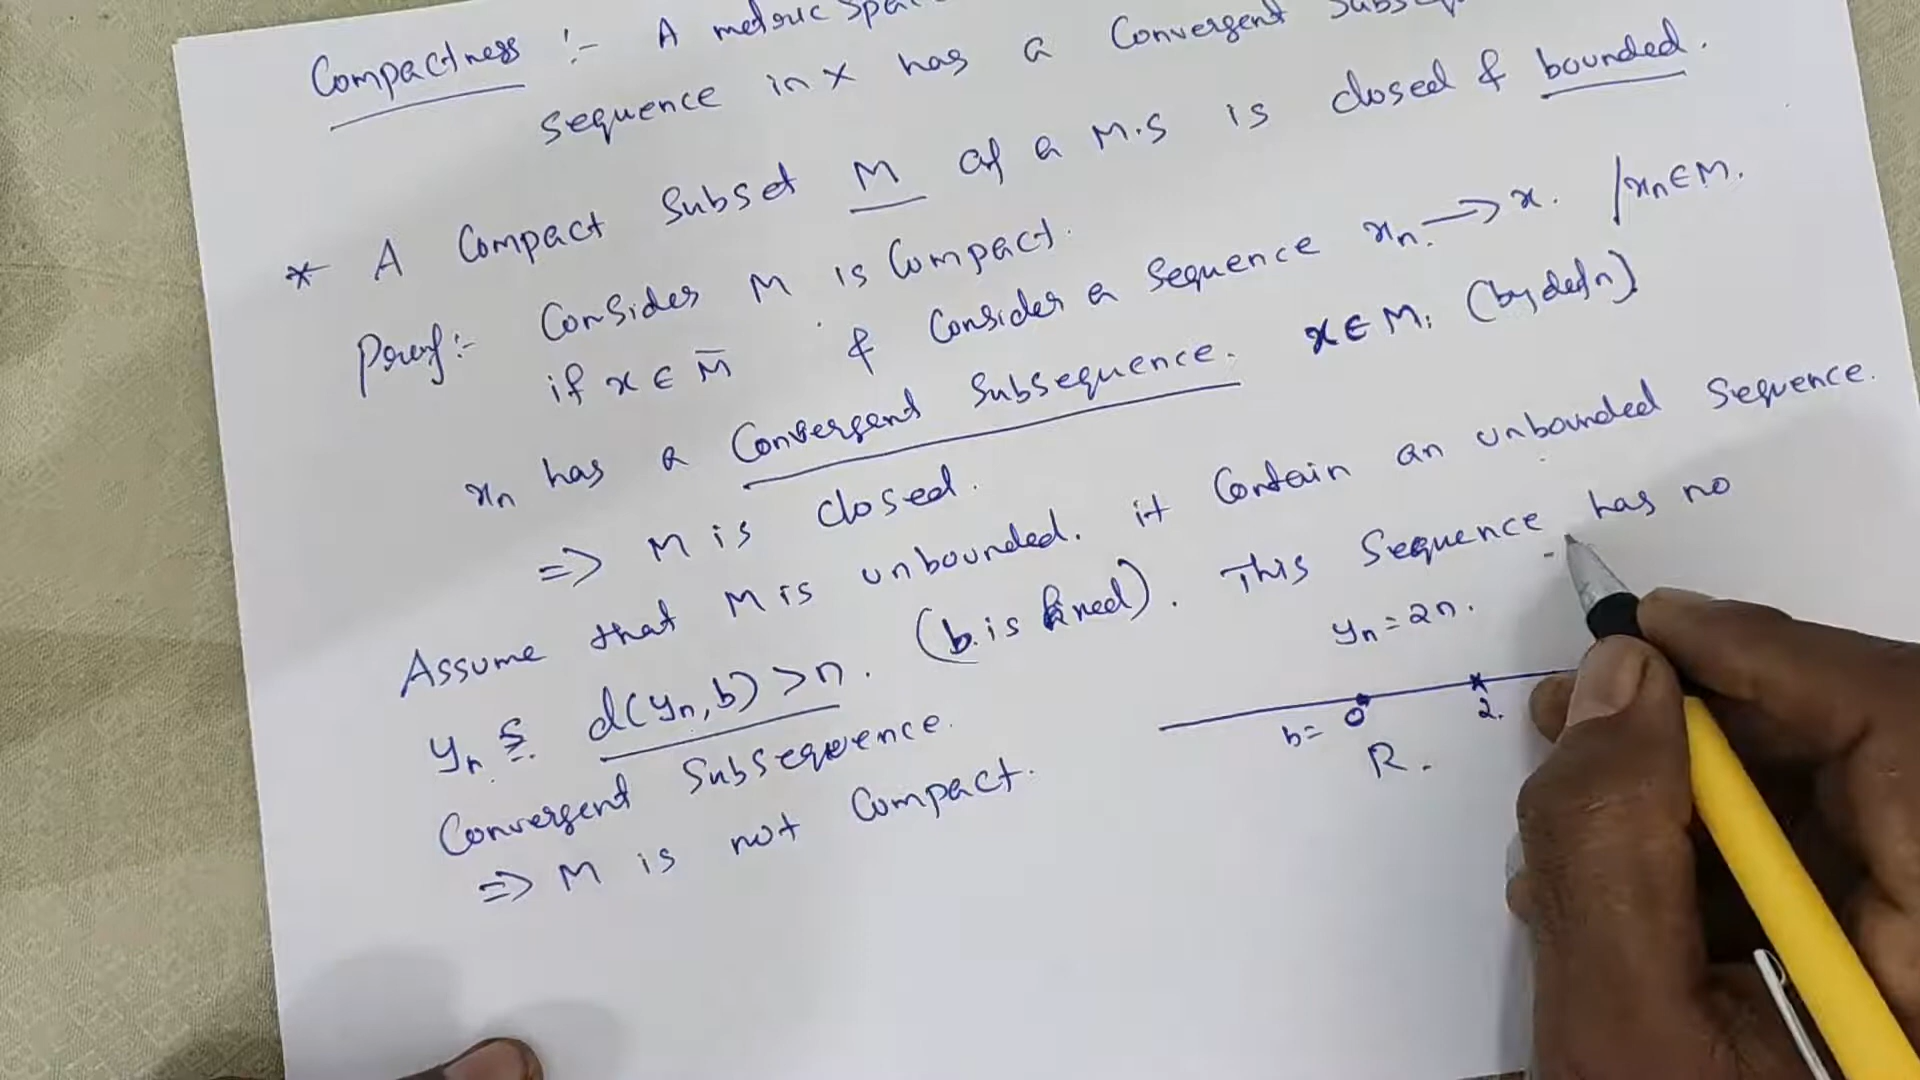 Compactness :- A metric
sequence in X has a Convergent
* A Compact Subset M of a M.S is closed & bounded.
Proof:- Consider M is Compact.
if x ∈ M̄ & Consider a sequence xn → x. / xn ∈ M.
xn has a Convergent Subsequence. x ∈ M. (by defn)
=> M is closed.
Assume that M is unbounded. it Contain an unbounded Sequence.
yn d(yn, b) > n. (b is fined). This Sequence has no
Convergent Subsequence.
=> M is not Compact.
yn = 2n.
b= 0 2.
R.